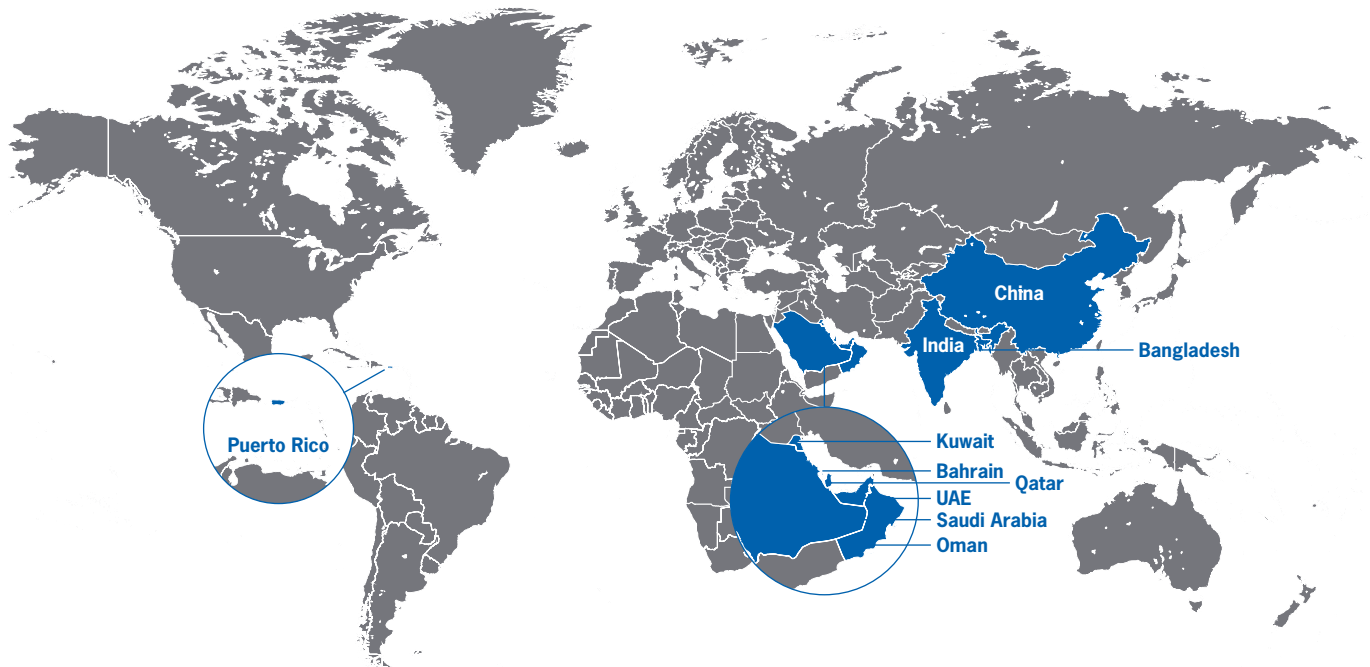 China
India
Bangladesh
Puerto Rico
Kuwait
Bahrain
Qatar
UAE
Saudi Arabia
Oman